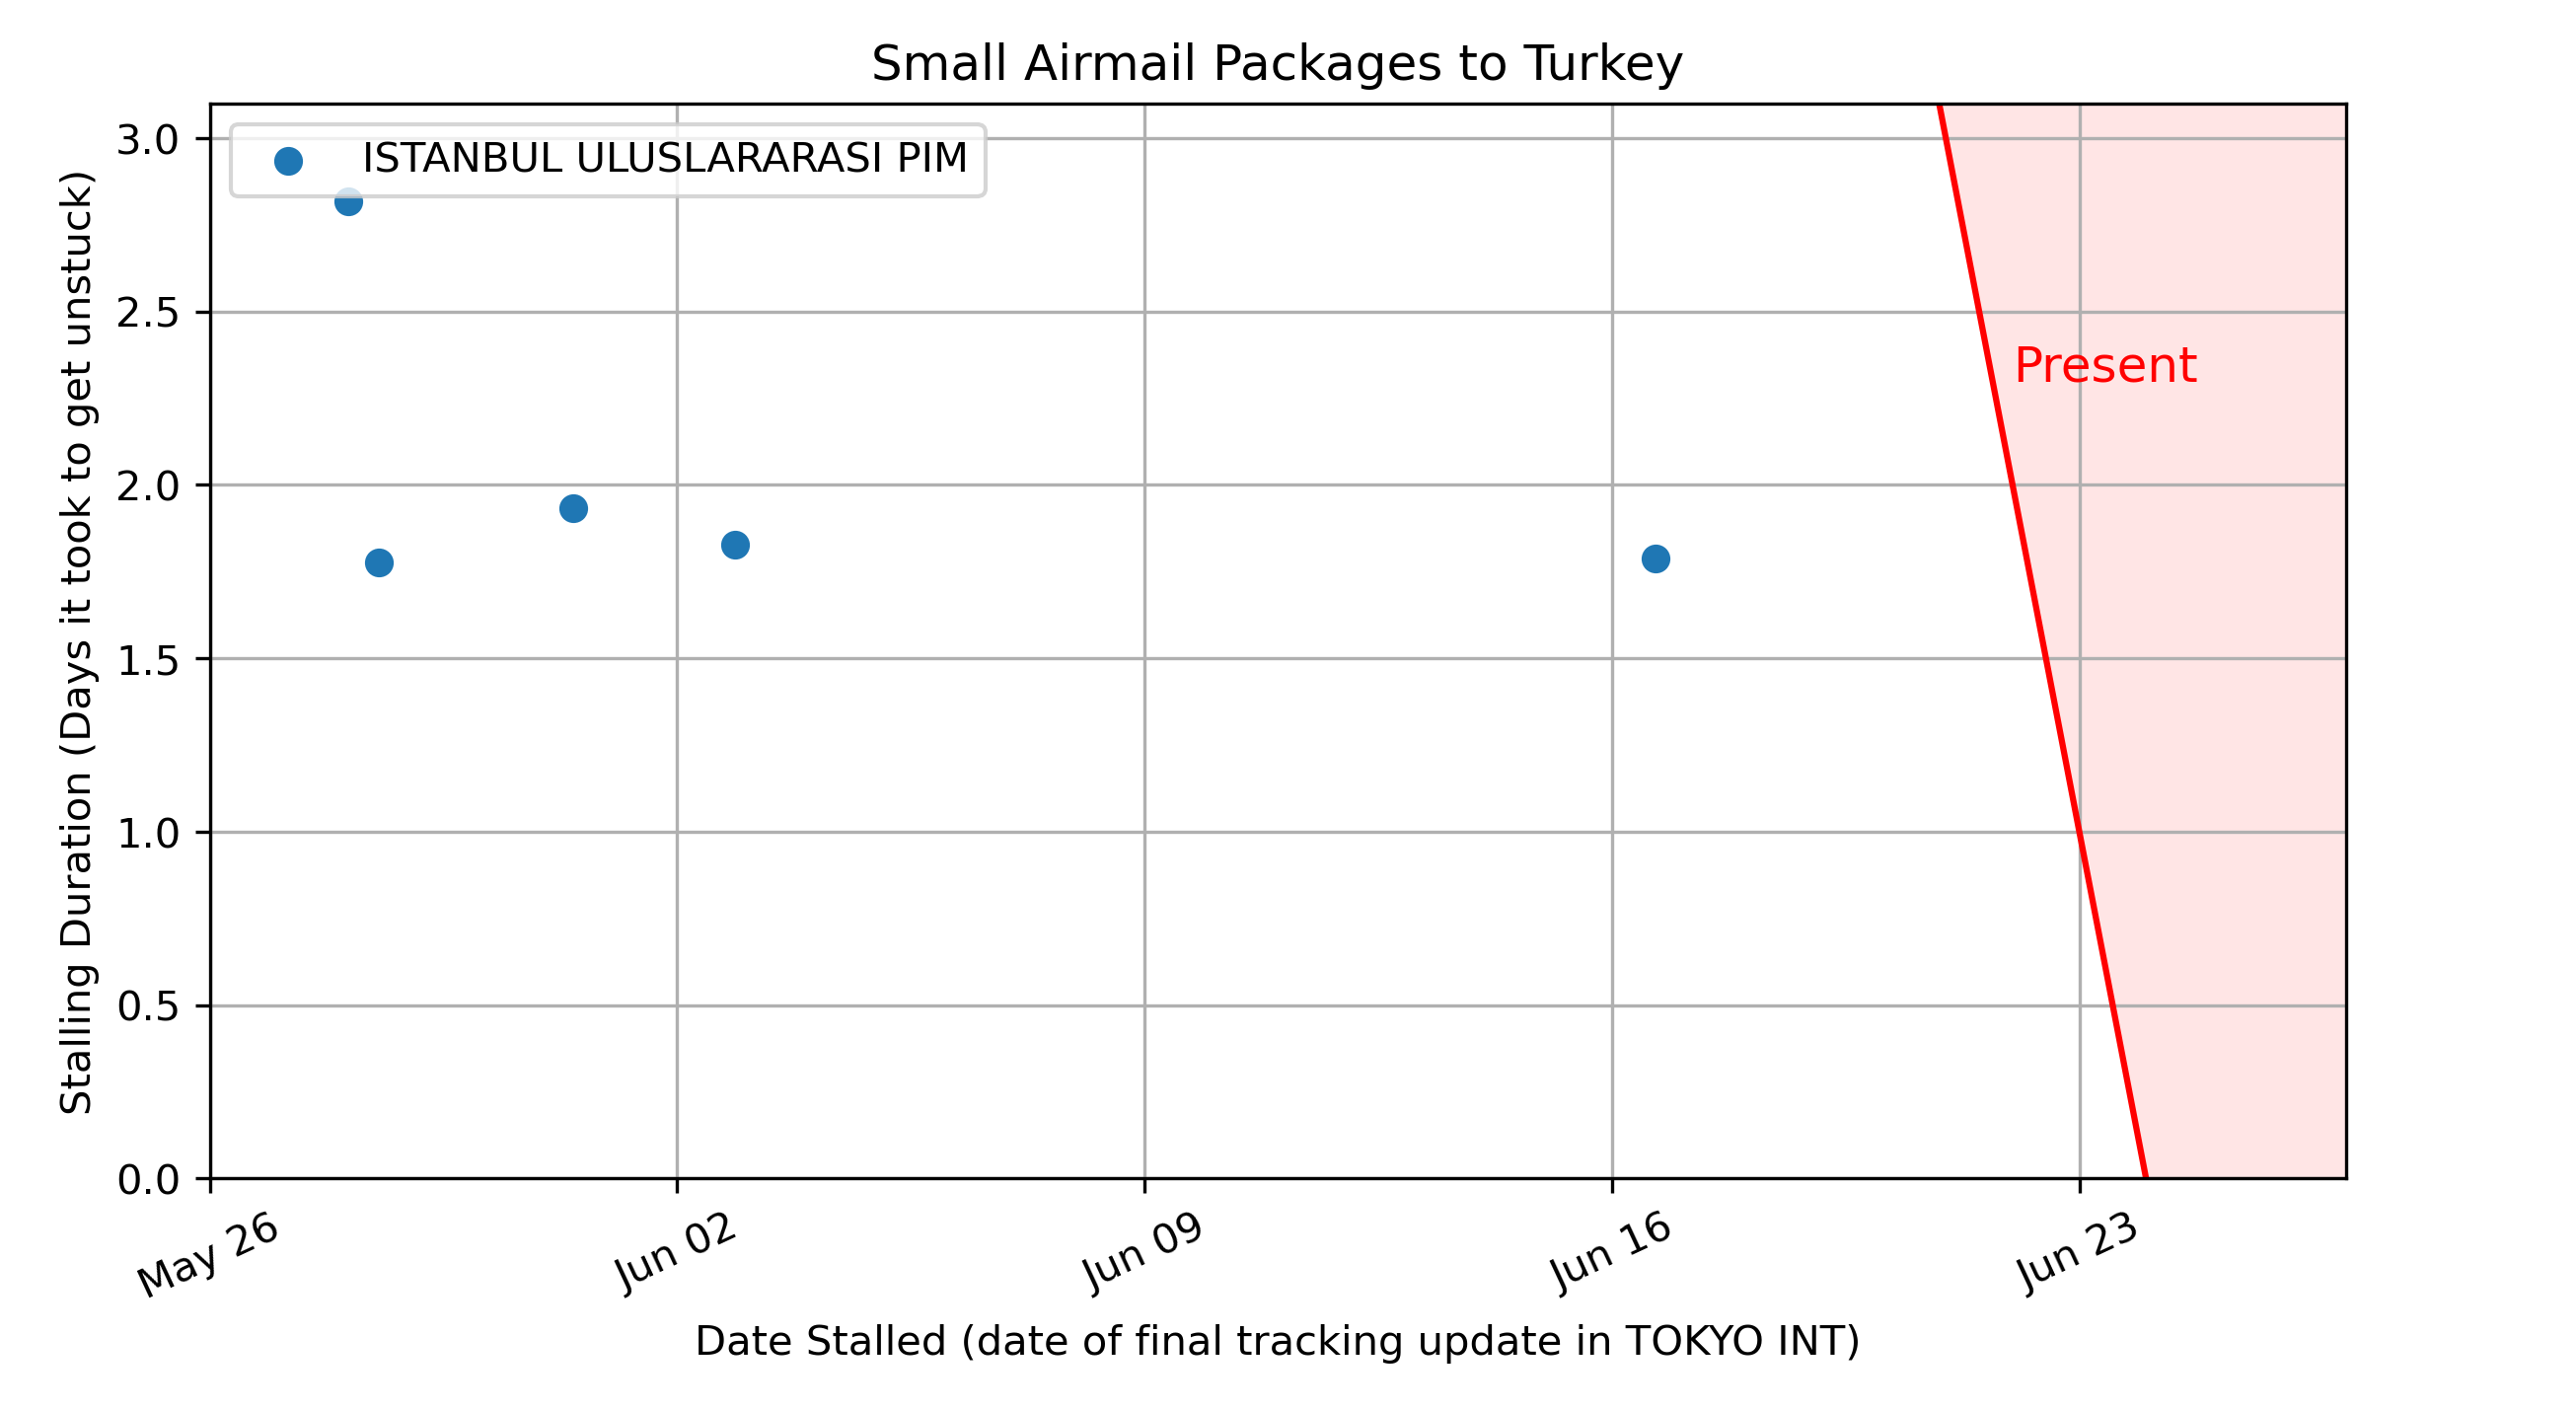 Small Airmail Packages to Turkey
ISTANBUL ULUSLARARASI PIM
Present
Stalling Duration (Days it took to get unstuck)
3.0
2.5
2.0
1.5
1.0
0.5
0.0
May 26
Jun 02
Jun 09
Jun 16
Jun 23
Date Stalled (date of final tracking update in TOKYO INT)